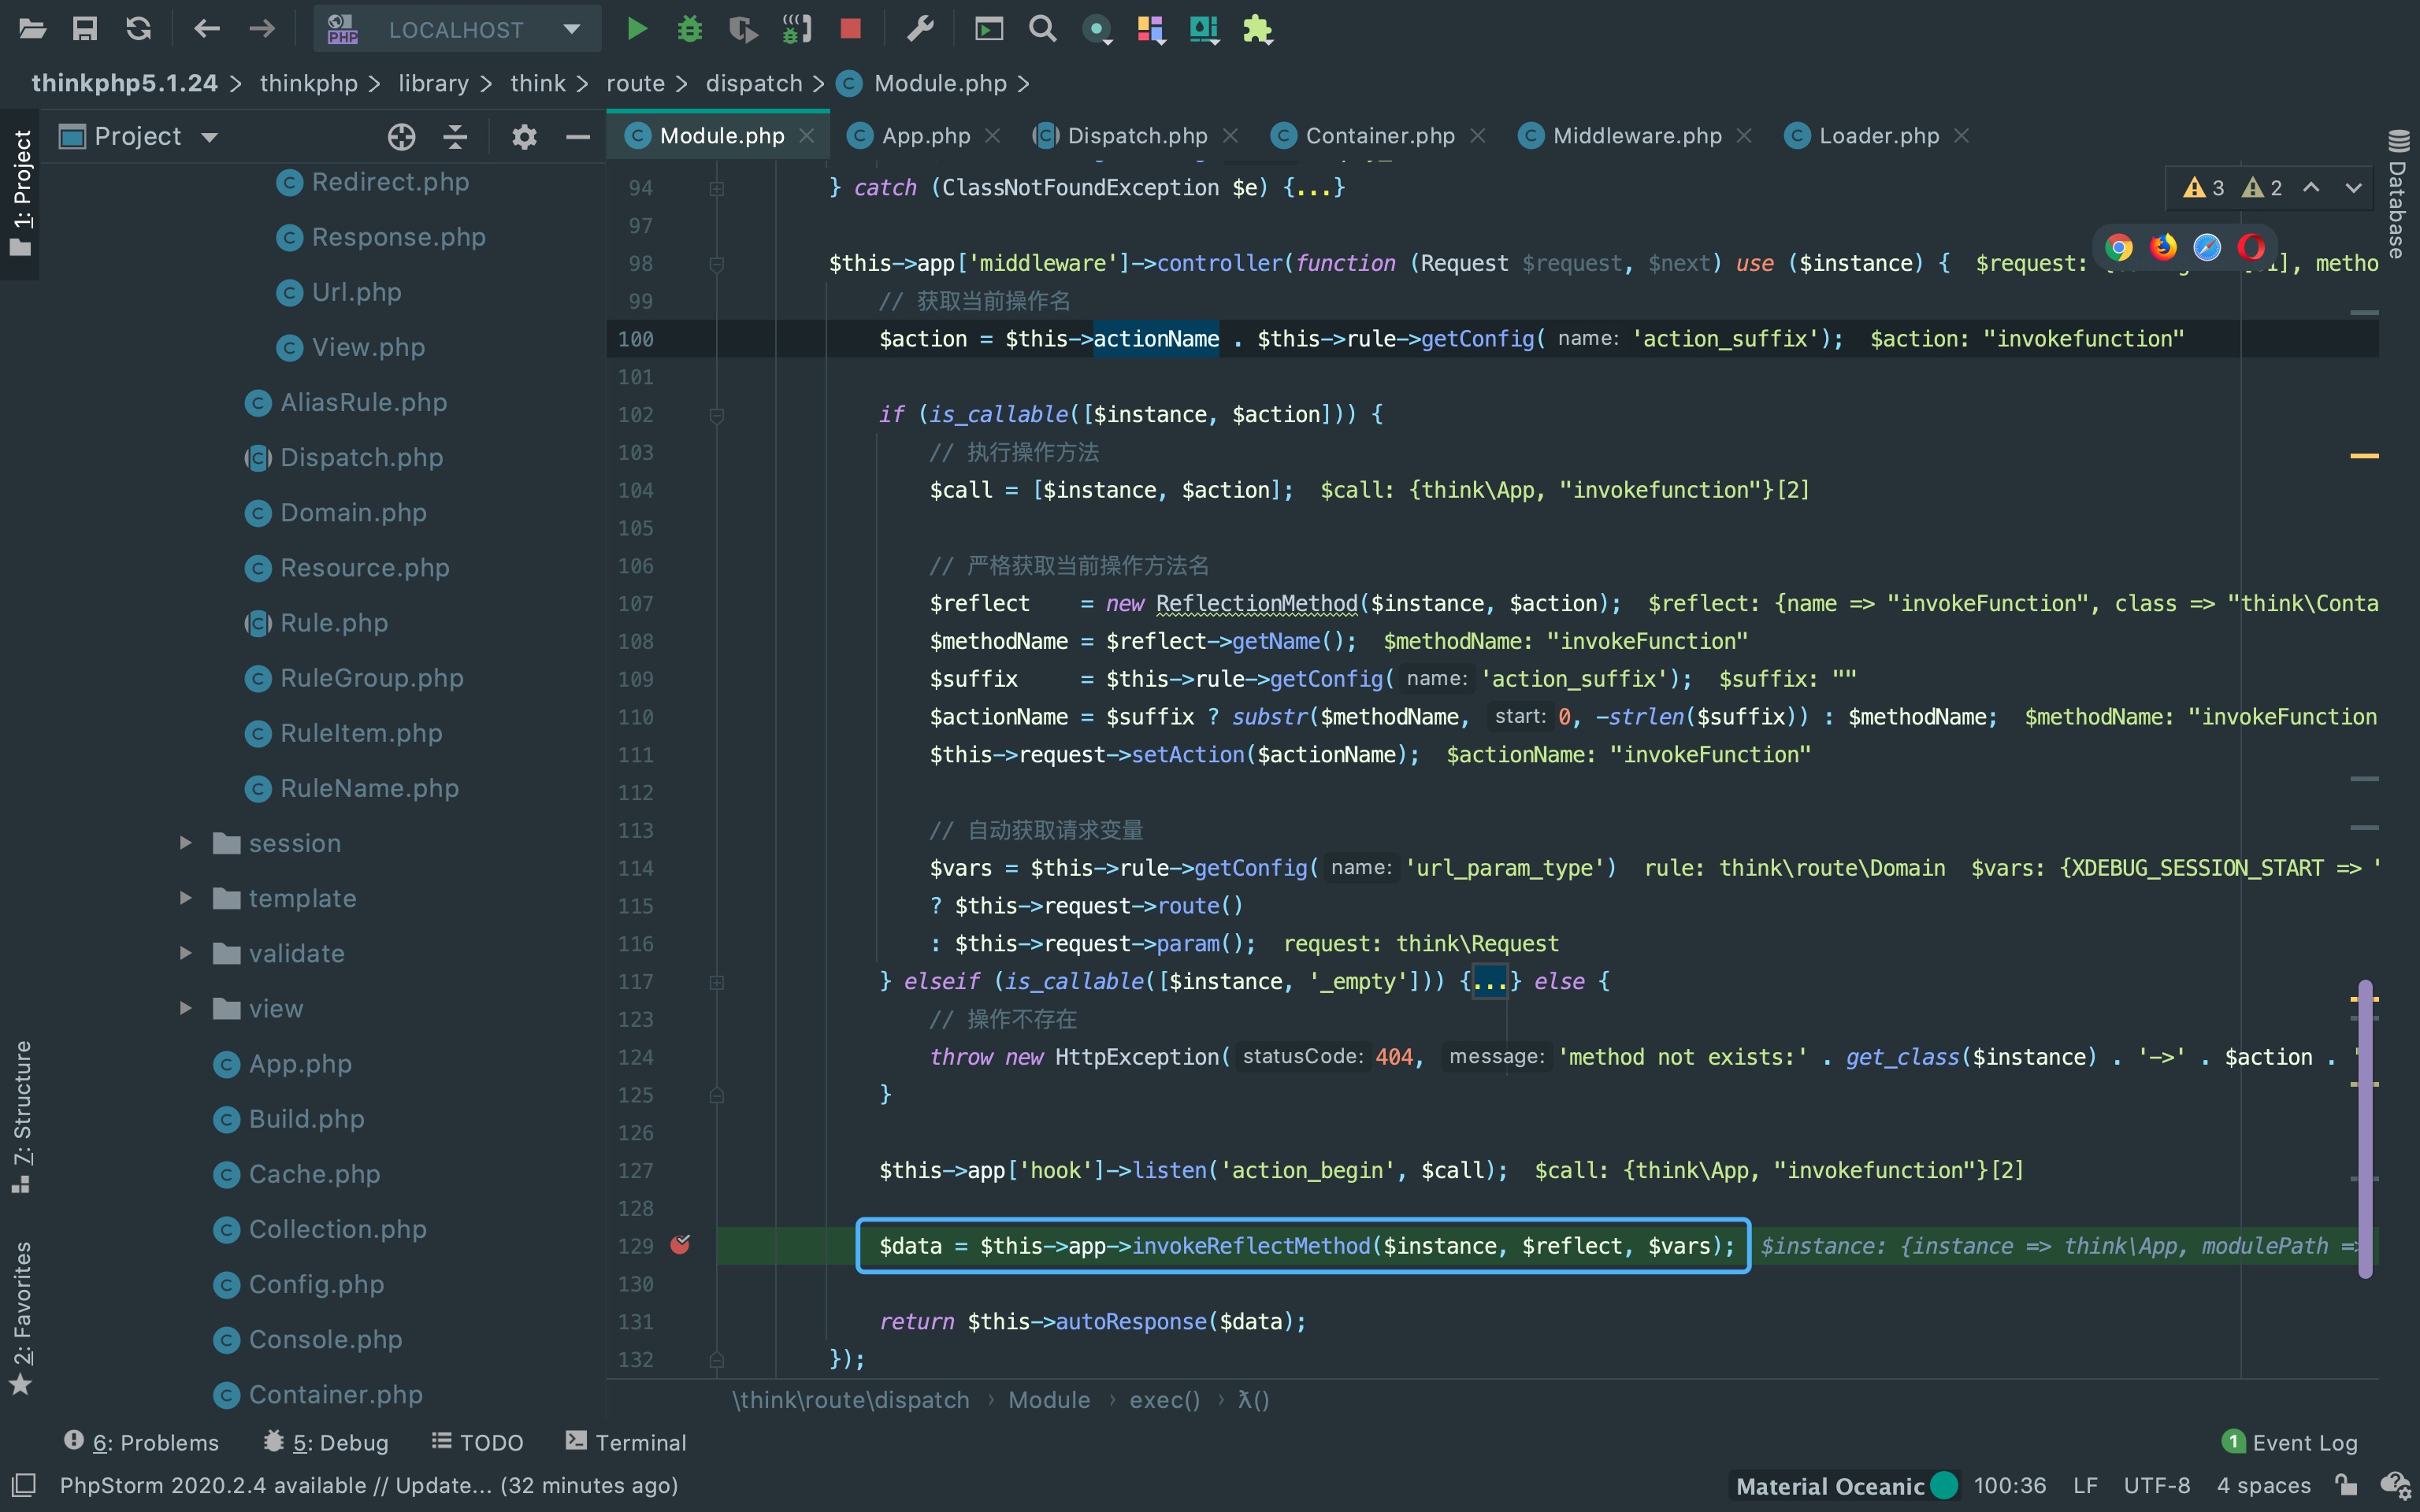 PHP LOCALHOST
thinkphp5.1.24 > thinkphp > library > think > route > dispatch > Module.php >
1: Project
Project
Module.php
App.php
Dispatch.php
Container.php
Middleware.php
Loader.php
Database
Redirect.php
Response.php
Url.php
View.php
AliasRule.php
Dispatch.php
Domain.php
Resource.php
Rule.php
RuleGroup.php
RuleItem.php
RuleName.php
session
template
validate
view
App.php
Build.php
Cache.php
Collection.php
Config.php
Console.php
Container.php
7: Structure
2: Favorites
3 2
94 } catch (ClassNotFoundException $e) {...}
97
98 $this->app['middleware']->controller(function (Request $request, $next) use ($instance) { $request: metho
99 // 获取当前操作名
100 $action = $this->actionName . $this->rule->getConfig( name: 'action_suffix'); $action: "invokefunction"
101
102 if (is_callable([$instance, $action])) {
103 // 执行操作方法
104 $call = [$instance, $action]; $call: {think\App, "invokefunction"}[2]
105
106 // 严格获取当前操作方法名
107 $reflect = new ReflectionMethod($instance, $action); $reflect: {name => "invokeFunction", class => "think\Conta
108 $methodName = $reflect->getName(); $methodName: "invokeFunction"
109 $suffix = $this->rule->getConfig( name: 'action_suffix'); $suffix: ""
110 $actionName = $suffix ? substr($methodName, start: 0, -strlen($suffix)) : $methodName; $methodName: "invokeFunction
111 $this->request->setAction($actionName); $actionName: "invokeFunction"
112
113 // 自动获取请求变量
114 $vars = $this->rule->getConfig( name: 'url_param_type') rule: think\route\Domain $vars: {XDEBUG_SESSION_START => '
115 ? $this->request->route()
116 : $this->request->param(); request: think\Request
117 } elseif (is_callable([$instance, '_empty'])) {...} else {
123 // 操作不存在
124 throw new HttpException( statusCode: 404, message: 'method not exists:' . get_class($instance) . '->' . $action . '
125 }
126
127 $this->app['hook']->listen('action_begin', $call); $call: {think\App, "invokefunction"}[2]
128
129 $data = $this->app->invokeReflectMethod($instance, $reflect, $vars); $instance: {instance => think\App, modulePath =>
130
131 return $this->autoResponse($data);
132 });
\think\route\dispatch › Module › exec() › λ()
6: Problems 5: Debug TODO Terminal
1 Event Log
PhpStorm 2020.2.4 available // Update... (32 minutes ago)
Material Oceanic 100:36 LF UTF-8 4 spaces